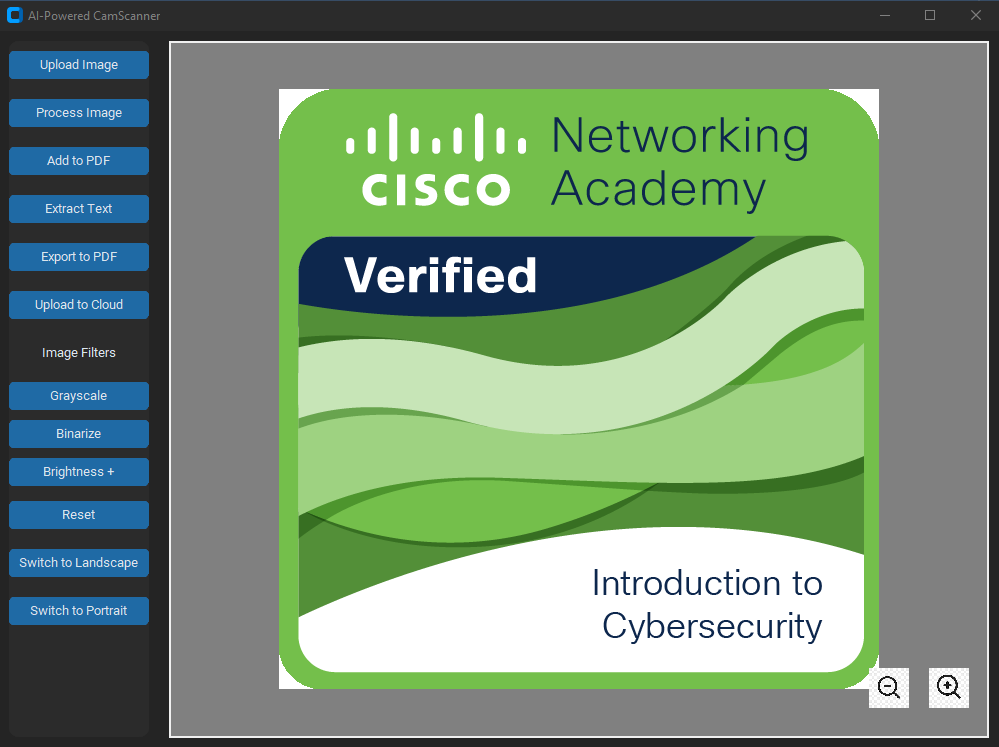 AI-Powered CamScanner
Upload Image
Process Image
Add to PDF
Extract Text
Export to PDF
Upload to Cloud
Image Filters
Grayscale
Binarize
Brightness +
Reset
Switch to Landscape
Switch to Portrait
CISCO
Networking
Academy
Verified
Introduction to
Cybersecurity